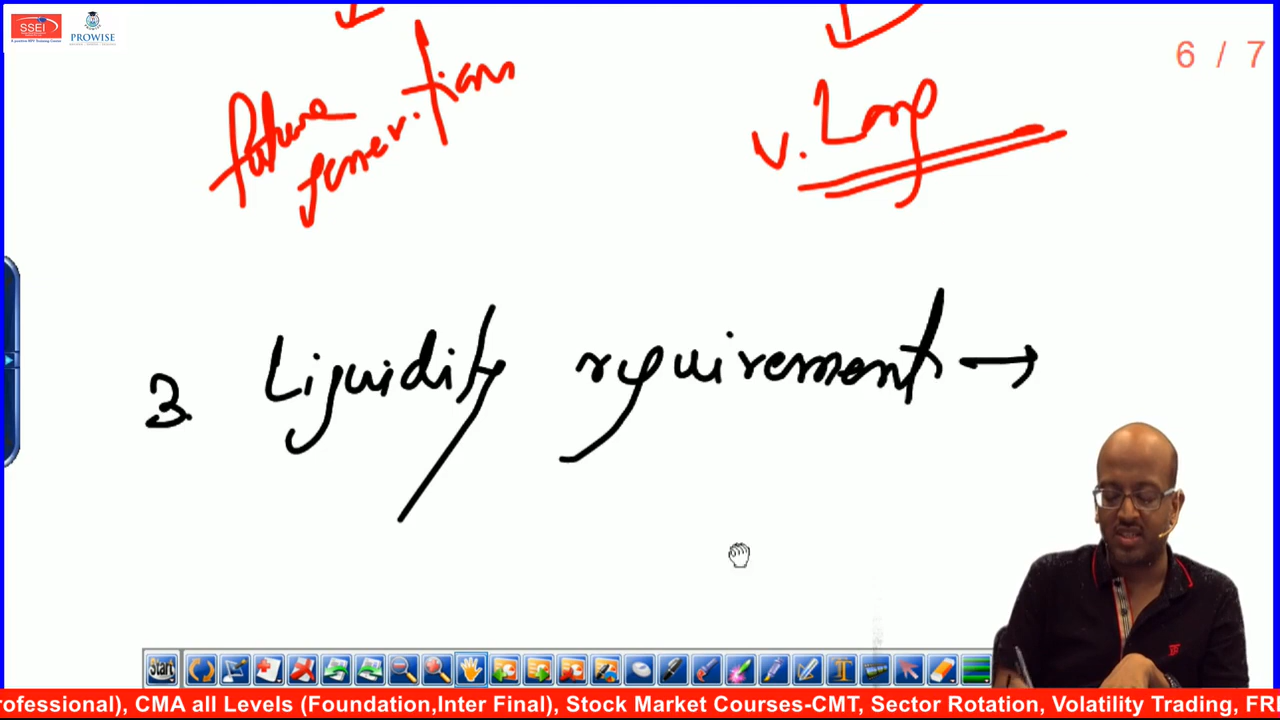 SSEI
PROWISE
6 / 7
future
generations
v. Long
3. Liquidity requirement →
Start
rofessional), CMA all Levels (Foundation,Inter Final), Stock Market Courses-CMT, Sector Rotation, Volatility Trading, FR